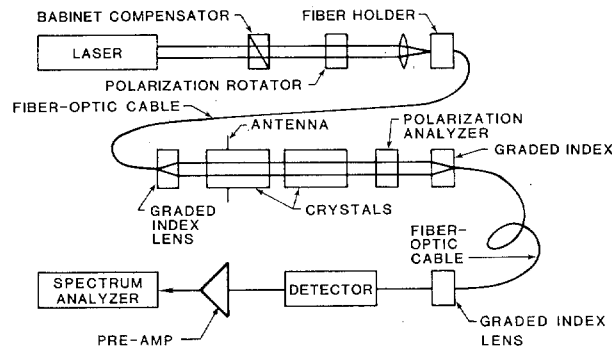 BABINET COMPENSATOR
FIBER HOLDER
LASER
POLARIZATION ROTATOR
FIBER-OPTIC CABLE
ANTENNA
POLARIZATION
ANALYZER
GRADED INDEX
GRADED
INDEX
LENS
CRYSTALS
FIBER-
OPTIC
CABLE
SPECTRUM
ANALYZER
DETECTOR
PRE-AMP
GRADED INDEX
LENS